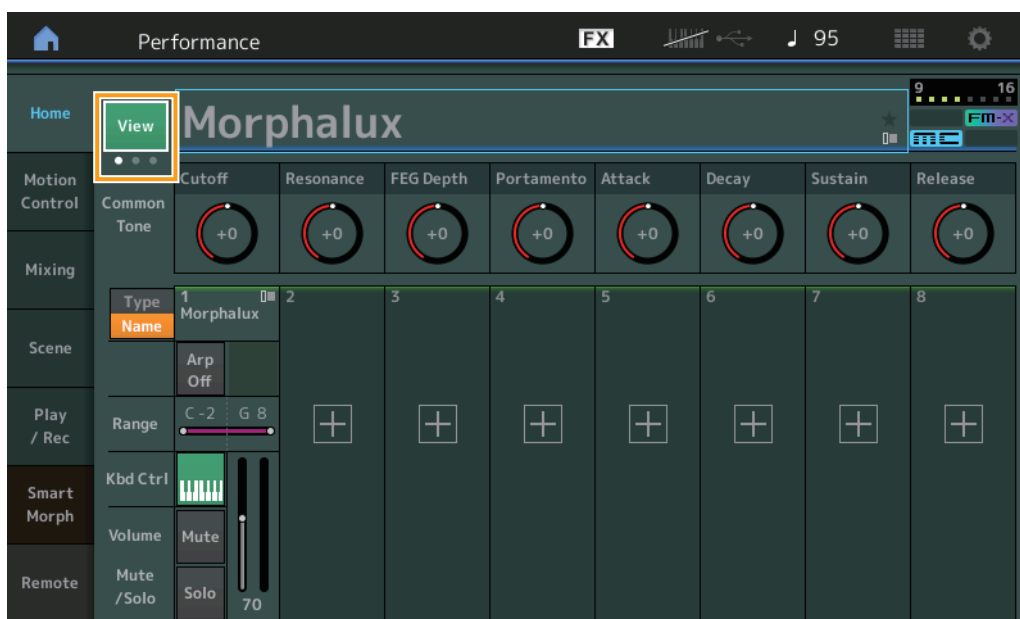 Performance
FX
95
Home
View
Morphalux
9 16
FM-X
MC
Motion
Control
Common
Tone
Cutoff Resonance FEG Depth Portamento Attack Decay Sustain Release
+0 +0 +0 +0 +0 +0 +0 +0
Mixing
Type
Name
1 2 3 4 5 6 7 8
Morphalux
Scene
Arp
Off
Play
/ Rec
Range
C -2 G 8
Smart
Morph
Kbd Ctrl
Volume
Mute
Remote
Mute
/Solo
Solo
70